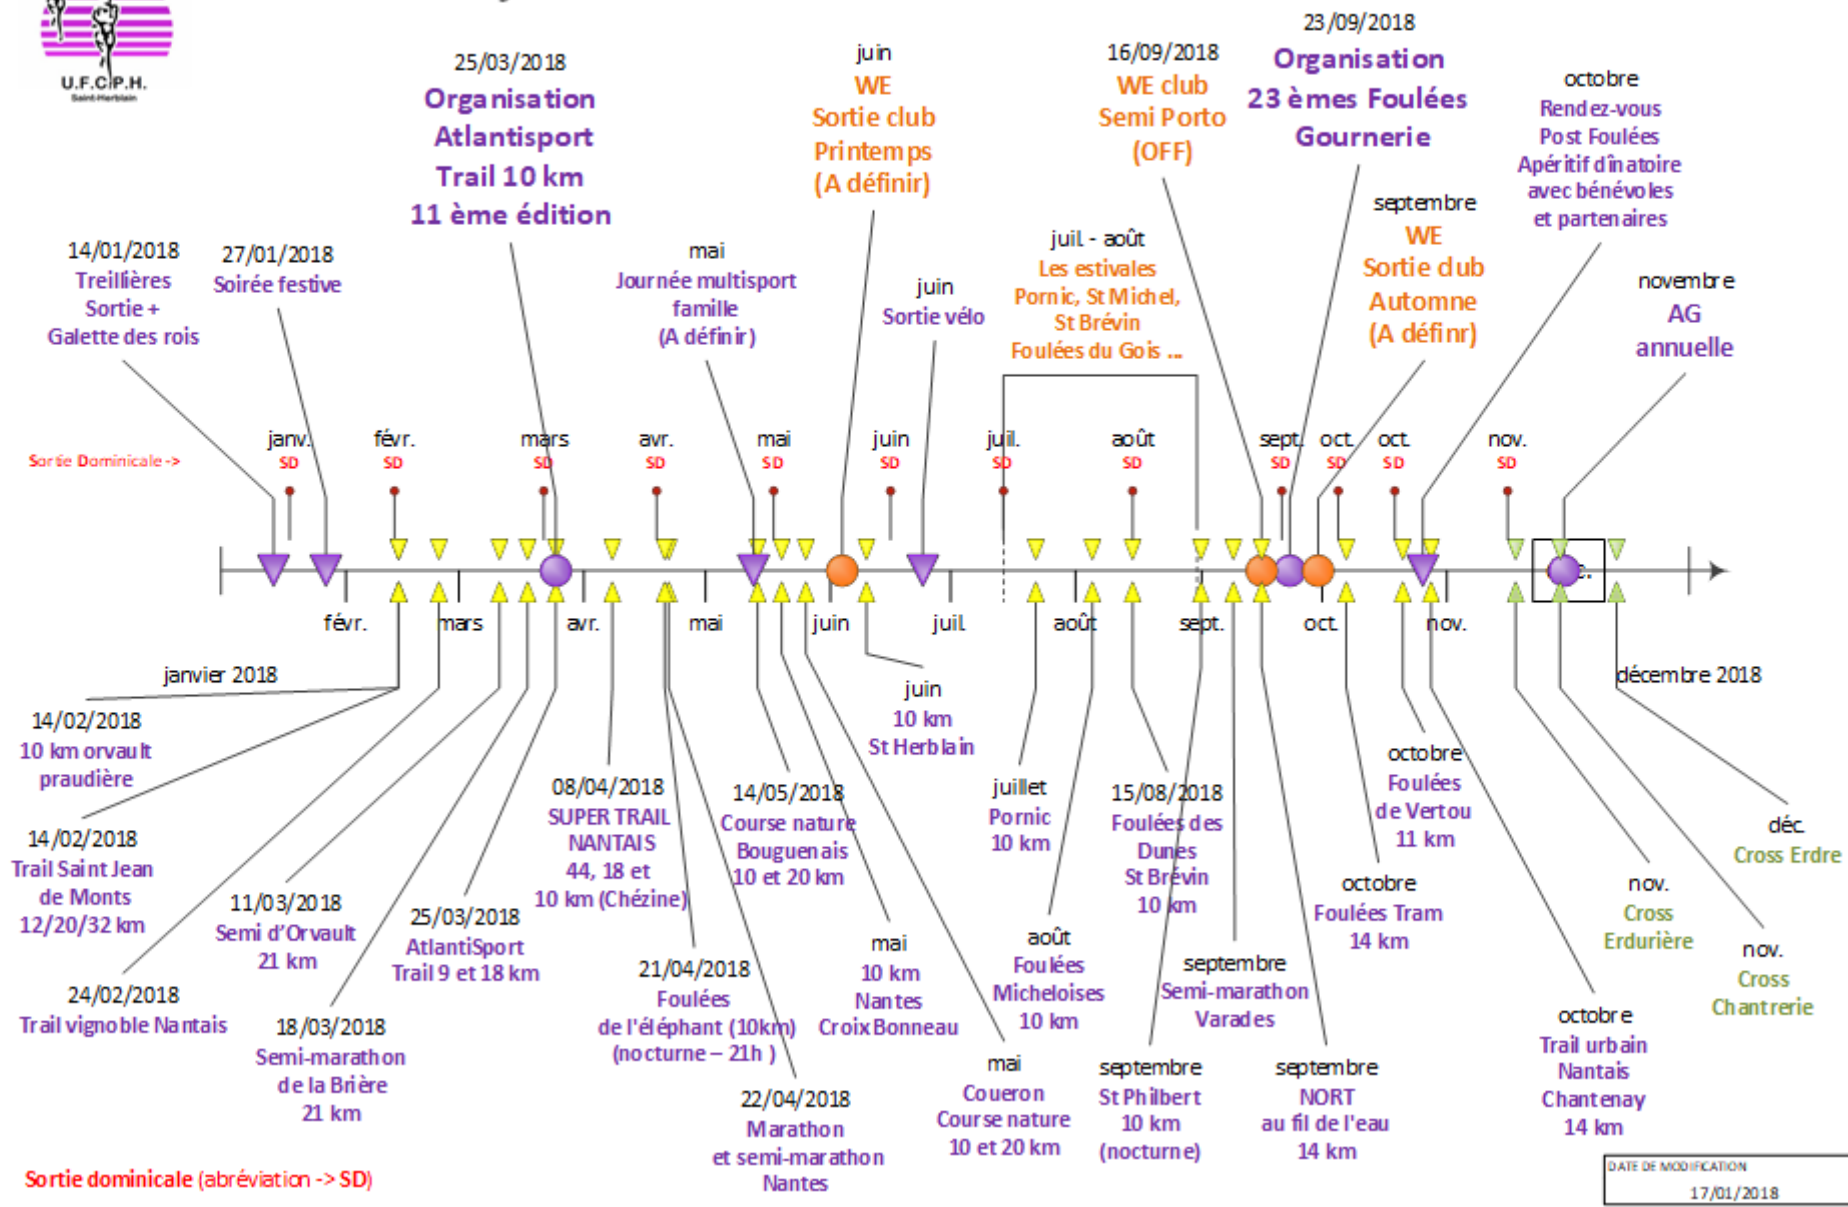 U.F.C.P.H.
Saint-Herblain
25/03/2018
Organisation
Atlantisport
Trail 10 km
11 ème édition
juin
WE
Sortie club
Printemps
(A définir)
16/09/2018
WE club
Semi Porto
(OFF)
23/09/2018
Organisation
23 èmes Foulées
Gournerie
octobre
Rendez-vous
Post Foulées
Apéritif dînatoire
avec bénévoles
et partenaires
14/01/2018
Treillières
Sortie +
Galette des rois
27/01/2018
Soirée festive
mai
Journée multisport
famille
(A définir)
juin
Sortie vélo
juil. - août
Les estivales
Pornic, St Michel,
St Brévin
Foulées du Gois ...
septembre
WE
Sortie club
Automne
(A définr)
novembre
AG
annuelle
Sortie Dominicale ->
janv.
SD
févr.
SD
mars
SD
avr.
SD
mai
SD
juin
SD
juil.
SD
août
SD
sept.
SD
oct.
SD
oct.
SD
nov.
SD
févr.
mars
avr.
mai
juin
juil.
août
sept.
oct.
nov.
janvier 2018
décembre 2018
14/02/2018
10 km orvault
praudière
14/02/2018
Trail Saint Jean
de Monts
12/20/32 km
24/02/2018
Trail vignoble Nantais
11/03/2018
Semi d'Orvault
21 km
18/03/2018
Semi-marathon
de la Brière
21 km
25/03/2018
AtlantiSport
Trail 9 et 18 km
08/04/2018
SUPER TRAIL
NANTAIS
44, 18 et
10 km (Chézine)
21/04/2018
Foulées
de l'éléphant (10km)
(nocturne – 21h )
22/04/2018
Marathon
et semi-marathon
Nantes
14/05/2018
Course nature
Bouguenais
10 et 20 km
mai
10 km
Nantes
Croix Bonneau
mai
Coueron
Course nature
10 et 20 km
juin
10 km
St Herblain
juillet
Pornic
10 km
août
Foulées
Micheloises
10 km
15/08/2018
Foulées des
Dunes
St Brévin
10 km
septembre
St Philbert
10 km
(nocturne)
septembre
Semi-marathon
Varades
septembre
NORT
au fil de l'eau
14 km
octobre
Foulées Tram
14 km
octobre
Foulées
de Vertou
11 km
octobre
Trail urbain
Nantais
Chantenay
14 km
nov.
Cross
Erdurière
nov.
Cross
Chantrerie
déc.
Cross Erdre
Sortie dominicale (abréviation -> SD)
DATE DE MODIFICATION
17/01/2018